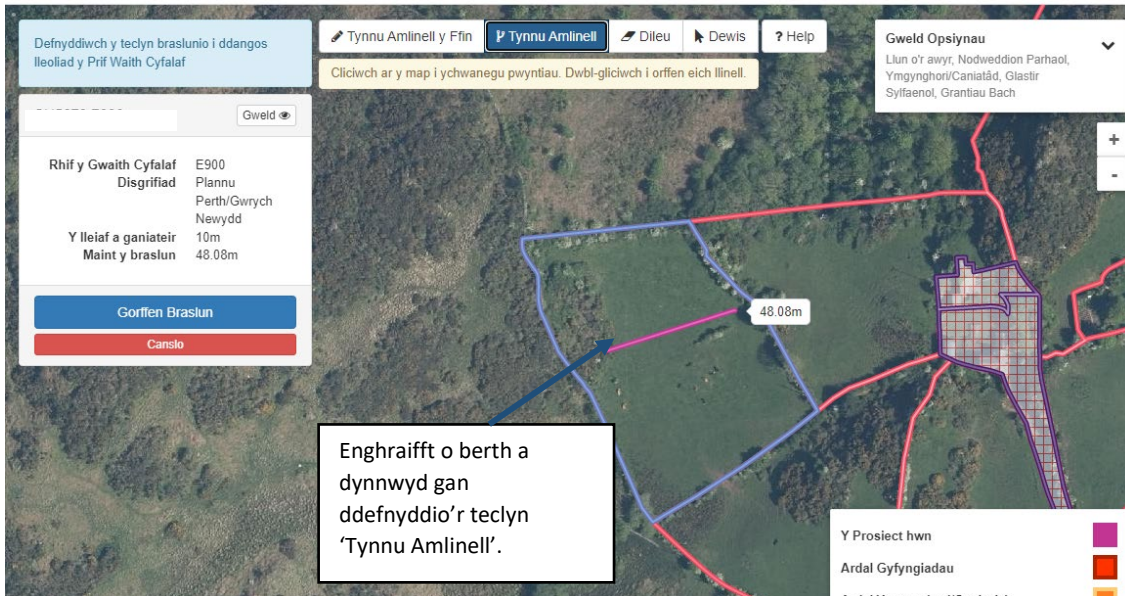 Defnyddiwch y teclyn braslunio i ddangos
lleoliad y Prif Waith Cyfalaf
Gweld
Rhif y Gwaith Cyfalaf E900
Disgrifiad Plannu
Perth/Gwrych
Newydd
Y lleiaf a ganiateir 10m
Maint y braslun 48.08m
Gorffen Braslun
Canslo
Tynnu Amlinell y Ffin
Tynnu Amlinell
Dileu
Dewis
? Help
Cliciwch ar y map i ychwanegu pwyntiau. Dwbl-gliciwch i orffen eich llinell.
Gweld Opsiynau
Llun o'r awyr, Nodweddion Parhaol,
Ymgynghori/Caniatâd, Glastir
Sylfaenol, Grantiau Bach
+
-
48.08m
Enghraifft o berth a
dynnwyd gan
ddefnyddio’r teclyn
‘Tynnu Amlinell’.
Y Prosiect hwn
Ardal Gyfyngiadau